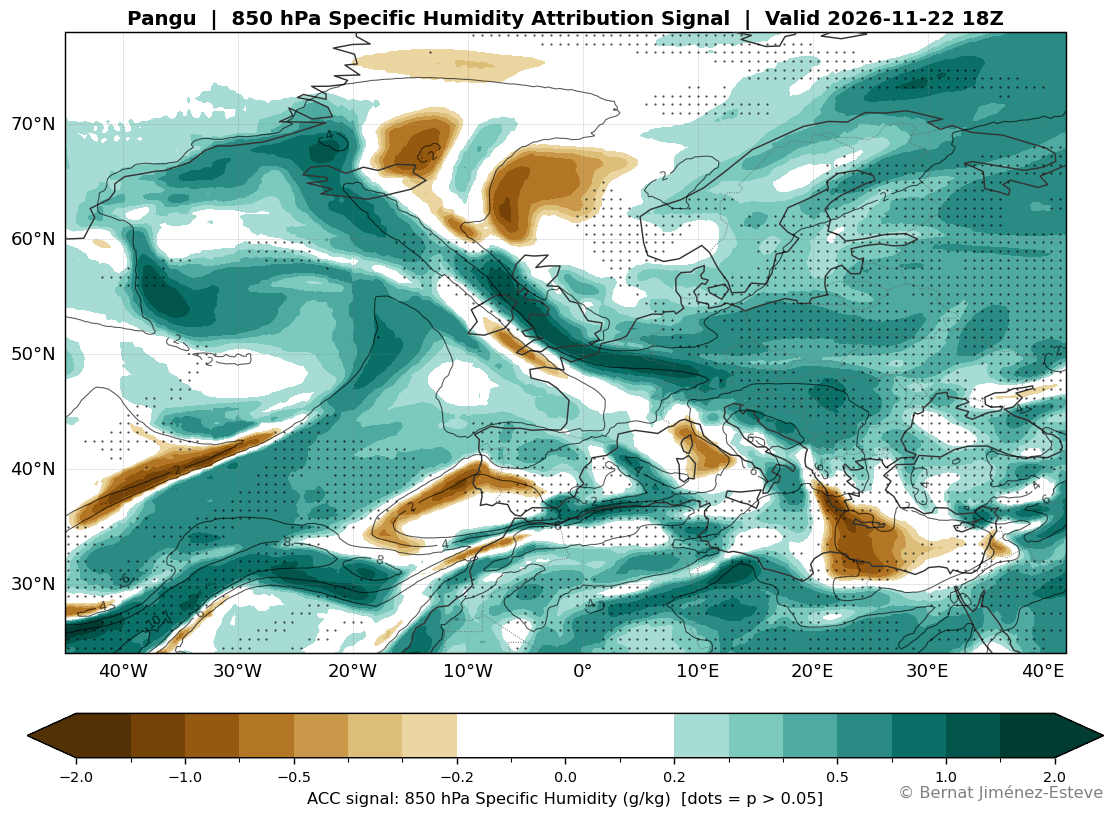 Pangu | 850 hPa Specific Humidity Attribution Signal | Valid 2026-11-22 18Z
70°N
60°N
50°N
40°N
30°N
40°W
30°W
20°W
10°W
0°
10°E
20°E
30°E
40°E
−2.0
−1.0
−0.5
−0.2
0.0
0.2
0.5
1.0
2.0
ACC signal: 850 hPa Specific Humidity (g/kg) [dots = p > 0.05]
© Bernat Jiménez-Esteve